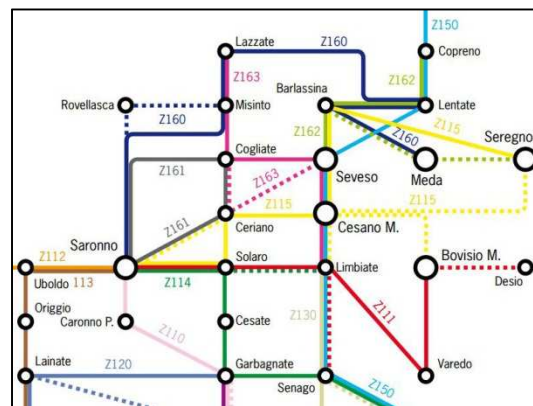 Z150
Lazzate
Z160
Copreno
Z163
Barlassina
Z162
Rovellasca
Misinto
Lentate
Z160
Z162
Z160
Z115
Seregno
Cogliate
Z161
Z163
Seveso
Meda
Z161
Z115
Z115
Ceriano
Cesano M.
Saronno
Z112
Solaro
Limbiate
Bovisio M.
Uboldo
113
Z114
Desio
Origgio
Caronno P.
Cesate
Z130
Z111
Z110
Lainate
Z120
Garbagnate
Varedo
Senago
Z150